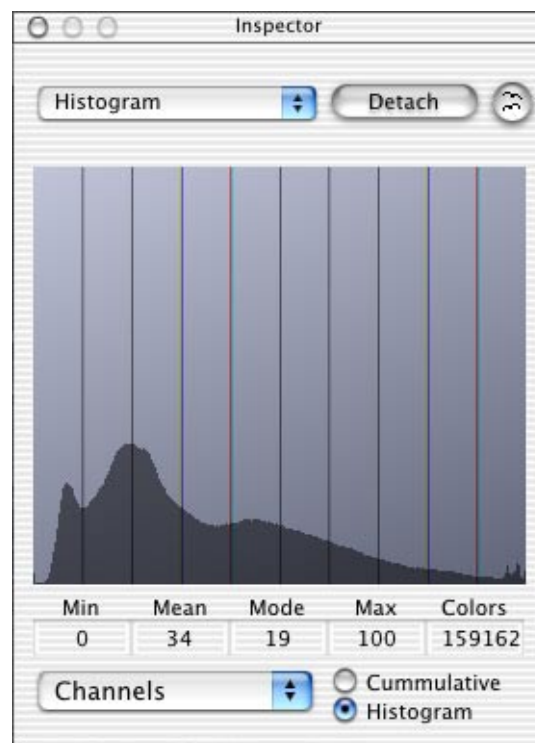 Inspector
Histogram
Detach
Min Mean Mode Max Colors
0 34 19 100 159162
Channels
Cummulative
Histogram